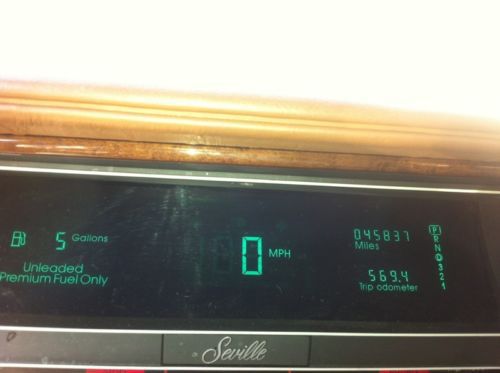 5 Gallons
Unleaded
Premium Fuel Only
0 MPH
045837
Miles
569.4
Trip odometer
P
R
N
D
3
2
1
Seville